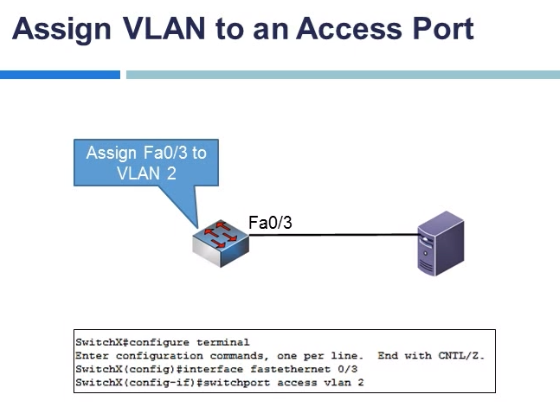 Assign VLAN to an Access Port
Assign Fa0/3 to
VLAN 2
Fa0/3
SwitchX#configure terminal
Enter configuration commands, one per line.  End with CNTL/Z.
SwitchX(config)#interface fastethernet 0/3
SwitchX(config-if)#switchport access vlan 2